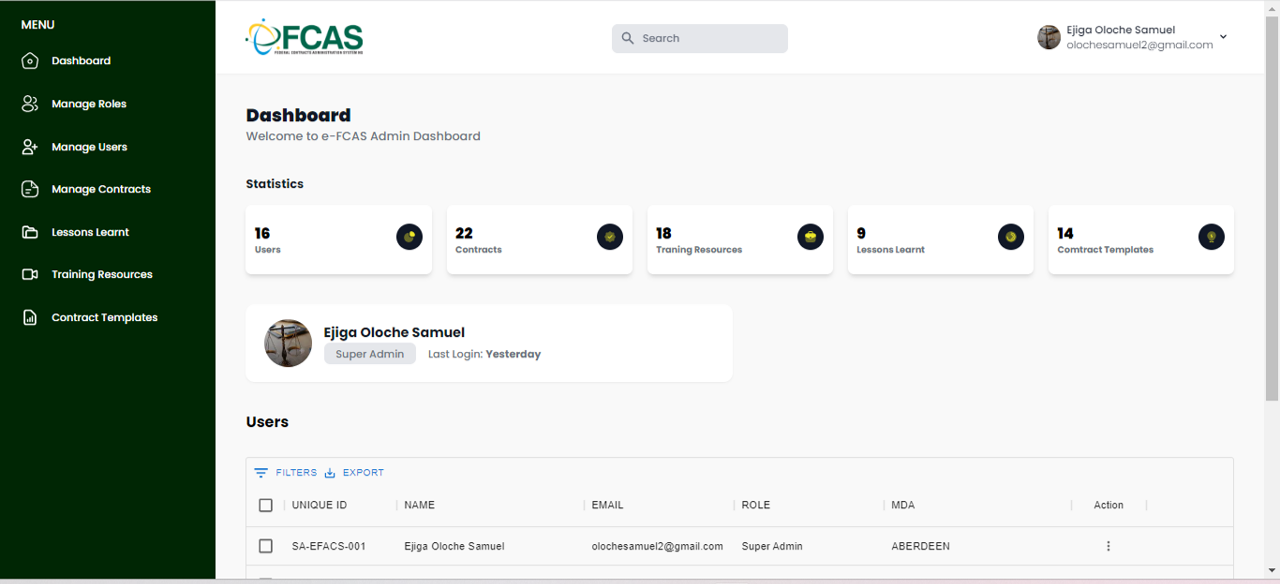 MENU
Dashboard
Manage Roles
Manage Users
Manage Contracts
Lessons Learnt
Training Resources
Contract Templates
eFCAS
FEDERAL CONTRACTS ADMINISTRATION SYSTEM
Search
Ejiga Oloche Samuel
olochesamuel2@gmail.com
Dashboard
Welcome to e-FCAS Admin Dashboard
Statistics
16
Users
22
Contracts
18
Traning Resources
9
Lessons Learnt
14
Comtract Templates
Ejiga Oloche Samuel
Super Admin
Last Login: Yesterday
Users
FILTERS EXPORT
UNIQUE ID NAME EMAIL ROLE MDA Action
SA-EFACS-001 Ejiga Oloche Samuel olochesamuel2@gmail.com Super Admin ABERDEEN